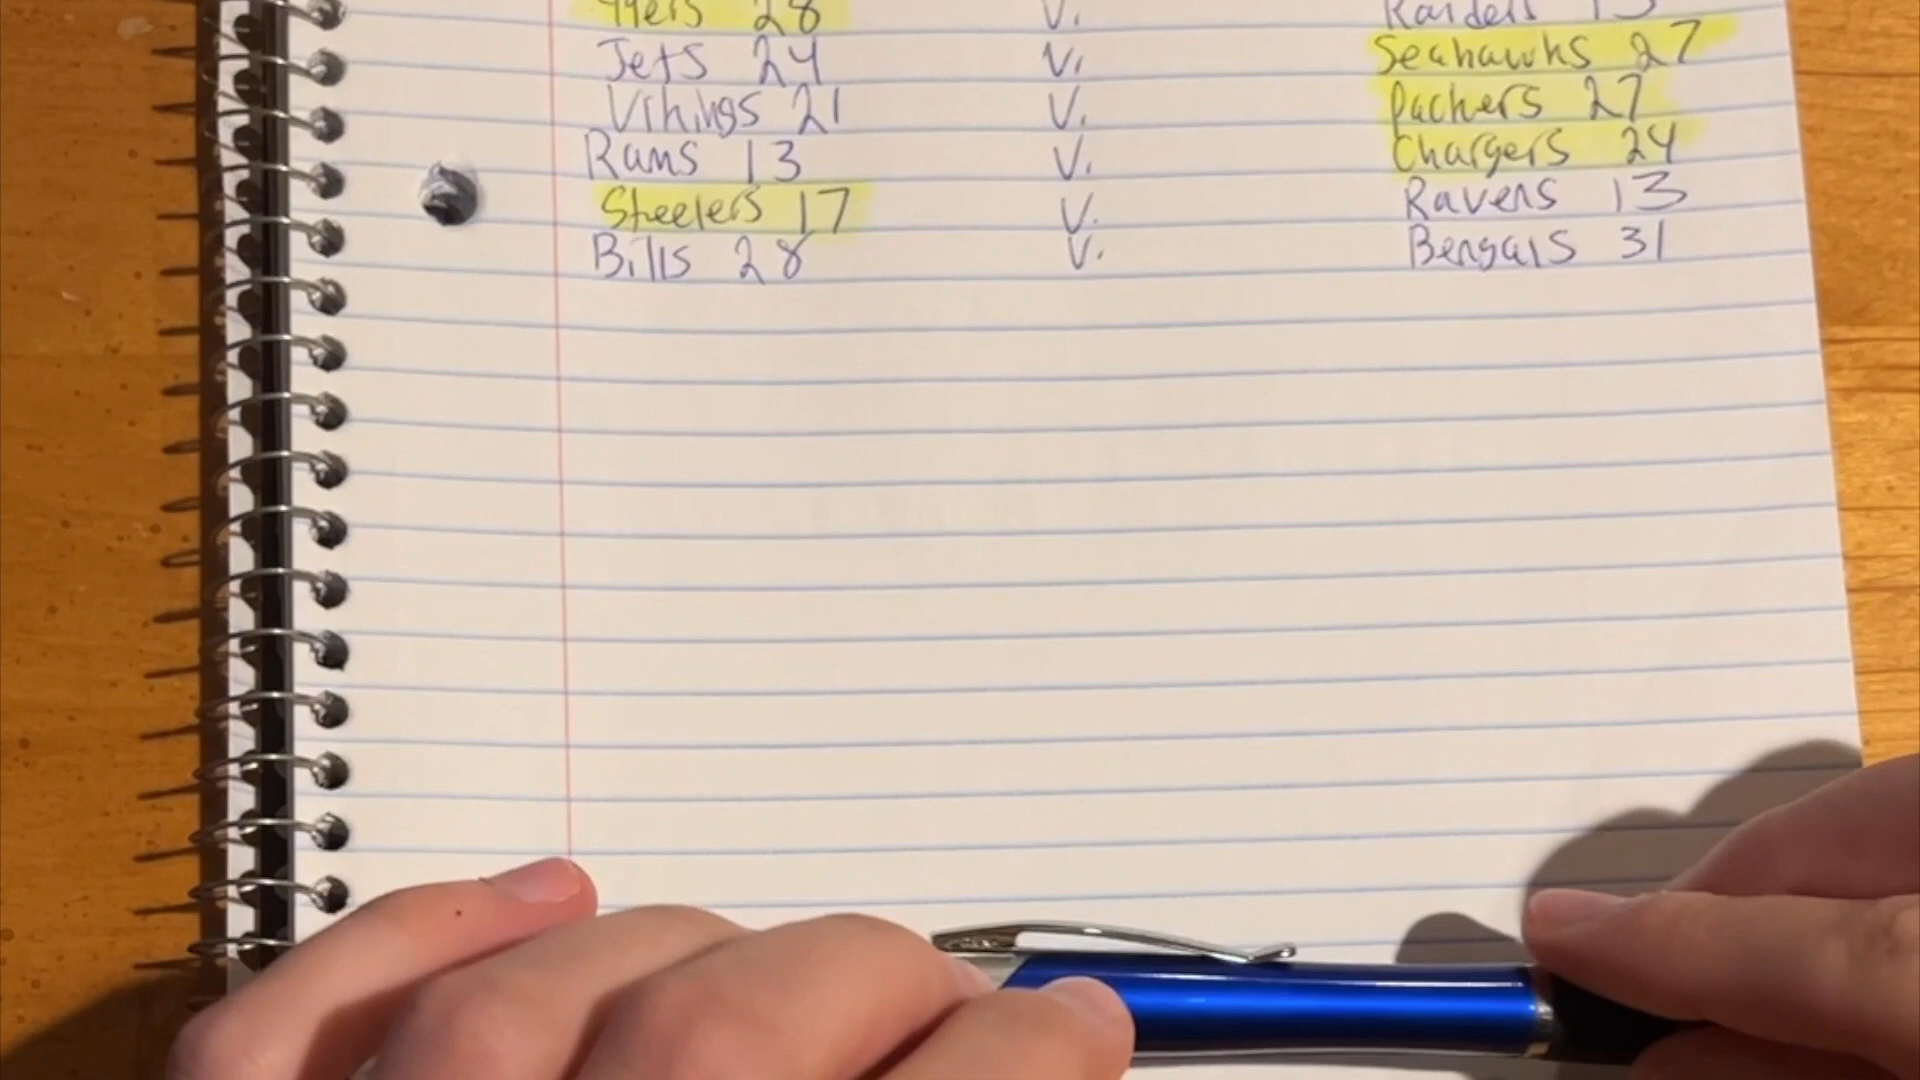 49ers 28 V. Raiders 13
Jets 24 V. Seahawks 27
Vikings 21 V. Packers 27
Rams 13 V. Chargers 24
Steelers 17 V. Ravens 13
Bills 28 V. Bengals 31